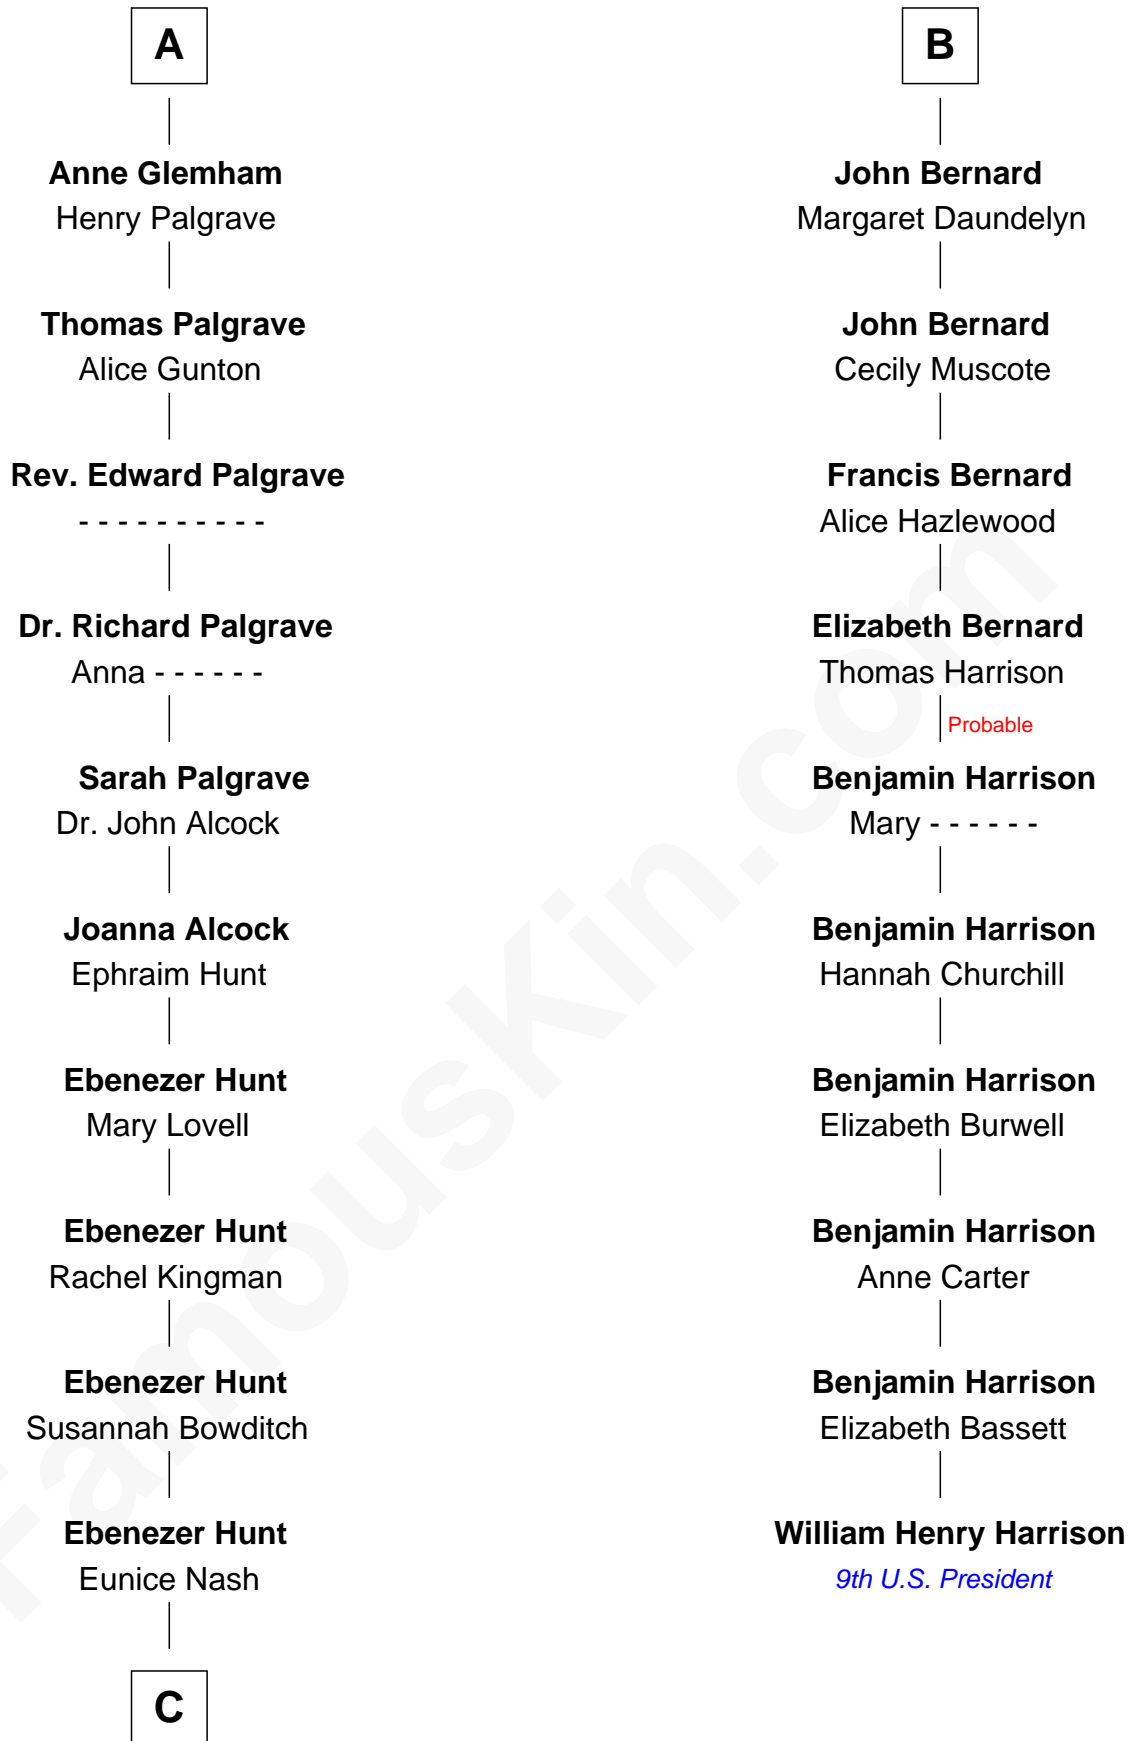 A
Anne Glemham
Henry Palgrave
Thomas Palgrave
Alice Gunton
Rev. Edward Palgrave
- - - - - - - - - -
Dr. Richard Palgrave
Anna - - - - - -
Sarah Palgrave
Dr. John Alcock
Joanna Alcock
Ephraim Hunt
Ebenezer Hunt
Mary Lovell
Ebenezer Hunt
Rachel Kingman
Ebenezer Hunt
Susannah Bowditch
Ebenezer Hunt
Eunice Nash
C
B
John Bernard
Margaret Daundelyn
John Bernard
Cecily Muscote
Francis Bernard
Alice Hazlewood
Elizabeth Bernard
Thomas Harrison
Probable
Benjamin Harrison
Mary - - - - - -
Benjamin Harrison
Hannah Churchill
Benjamin Harrison
Elizabeth Burwell
Benjamin Harrison
Anne Carter
Benjamin Harrison
Elizabeth Bassett
William Henry Harrison
9th U.S. President
FamousKin.com